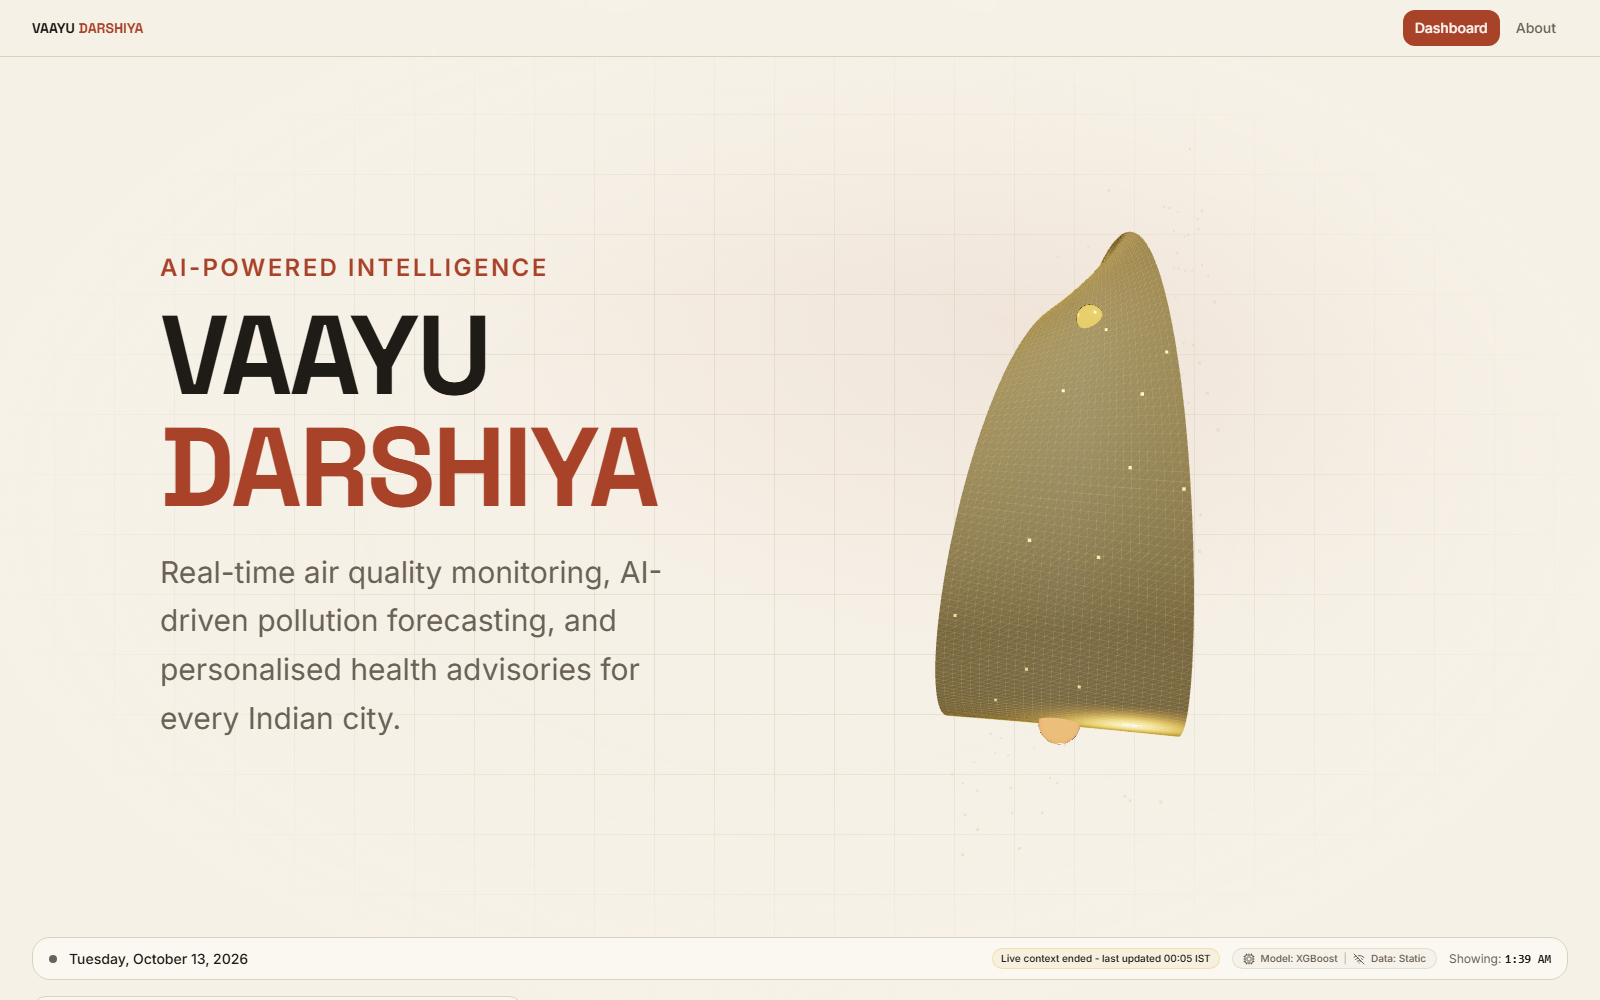 VAAYU DARSHIYA
Dashboard
About
AI-POWERED INTELLIGENCE
VAAYU
DARSHIYA
Real-time air quality monitoring, AI-
driven pollution forecasting, and
personalised health advisories for
every Indian city.
Tuesday, October 13, 2026
Live context ended - last updated 00:05 IST
Model: XGBoost | Data: Static
Showing: 1:39 AM